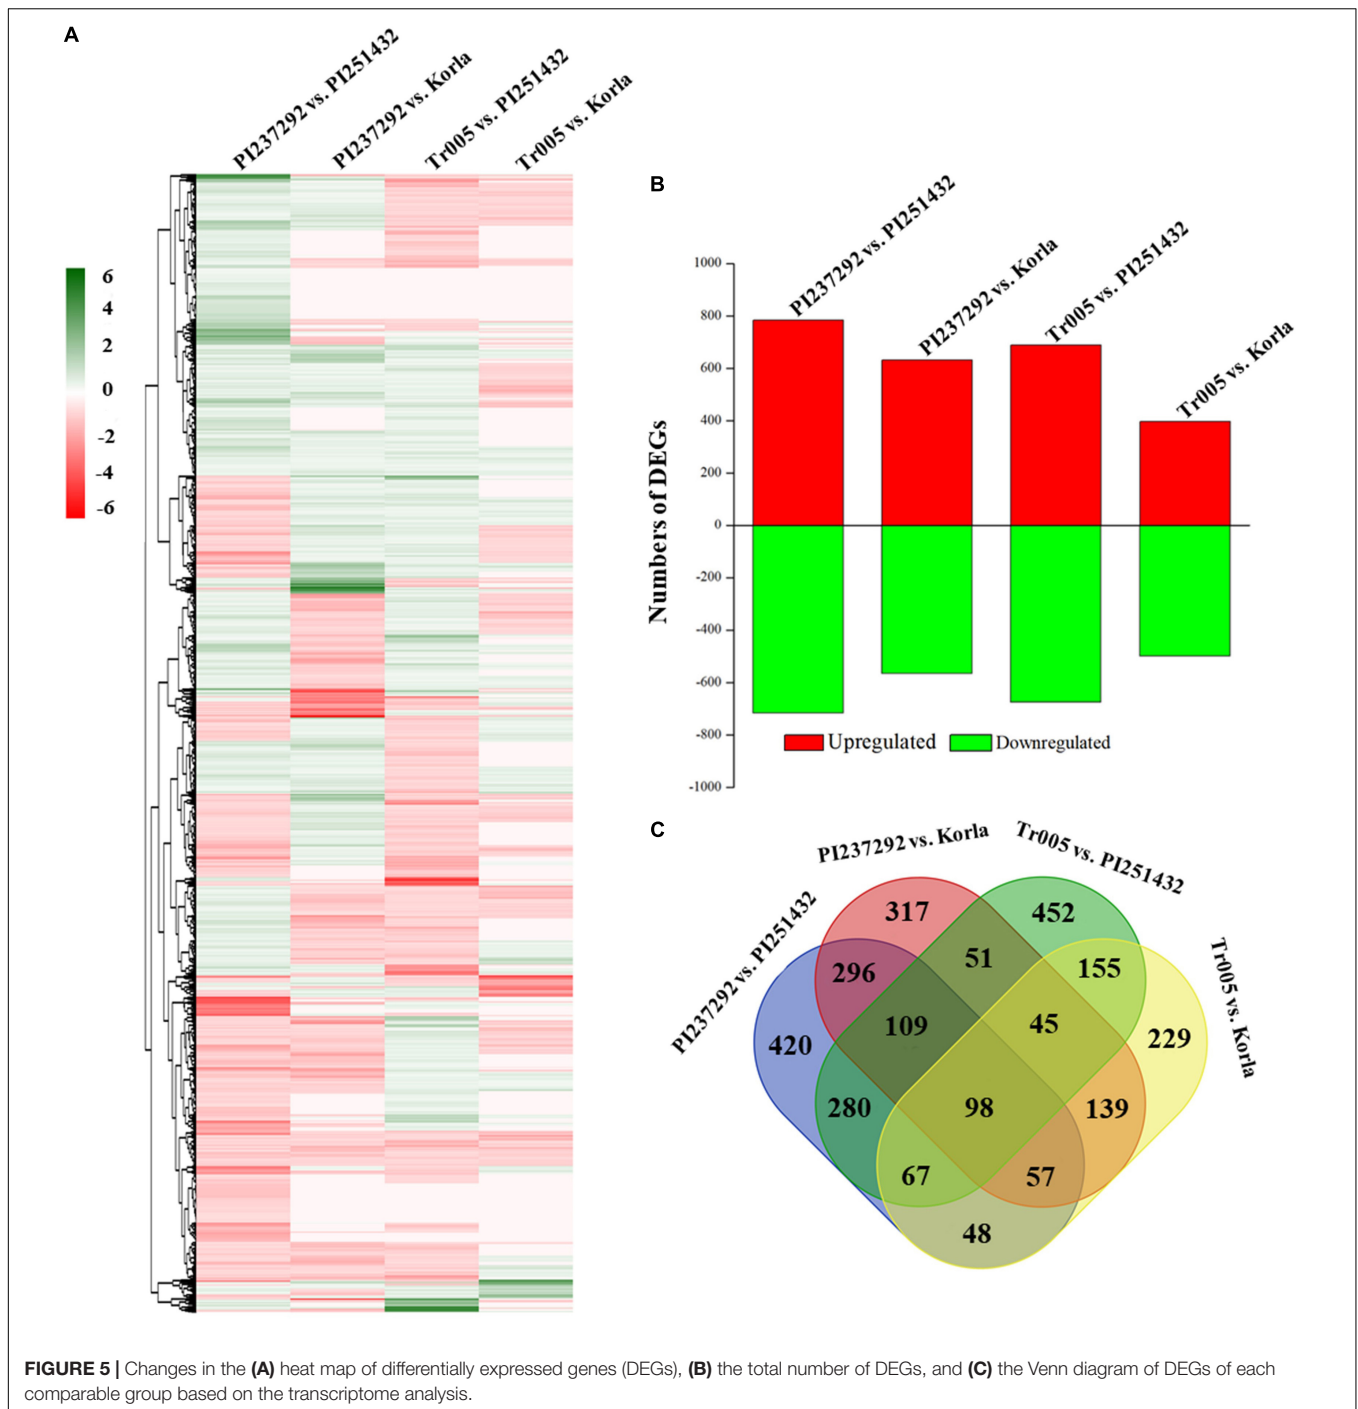 A
PI237292 vs. PI251432
PI237292 vs. Korla
Tr005 vs. PI251432
Tr005 vs. Korla
6
4
2
0
-2
-4
-6
B
PI237292 vs. PI251432
PI237292 vs. Korla
Tr005 vs. PI251432
Tr005 vs. Korla
Numbers of DEGs
1000
800
600
400
200
0
-200
-400
-600
-800
-1000
Upregulated
Downregulated
C
PI237292 vs. PI251432
PI237292 vs. Korla
Tr005 vs. PI251432
Tr005 vs. Korla
317
452
296
51
155
420
109
45
229
280
98
139
67
57
48
FIGURE 5 | Changes in the (A) heat map of differentially expressed genes (DEGs), (B) the total number of DEGs, and (C) the Venn diagram of DEGs of each
comparable group based on the transcriptome analysis.